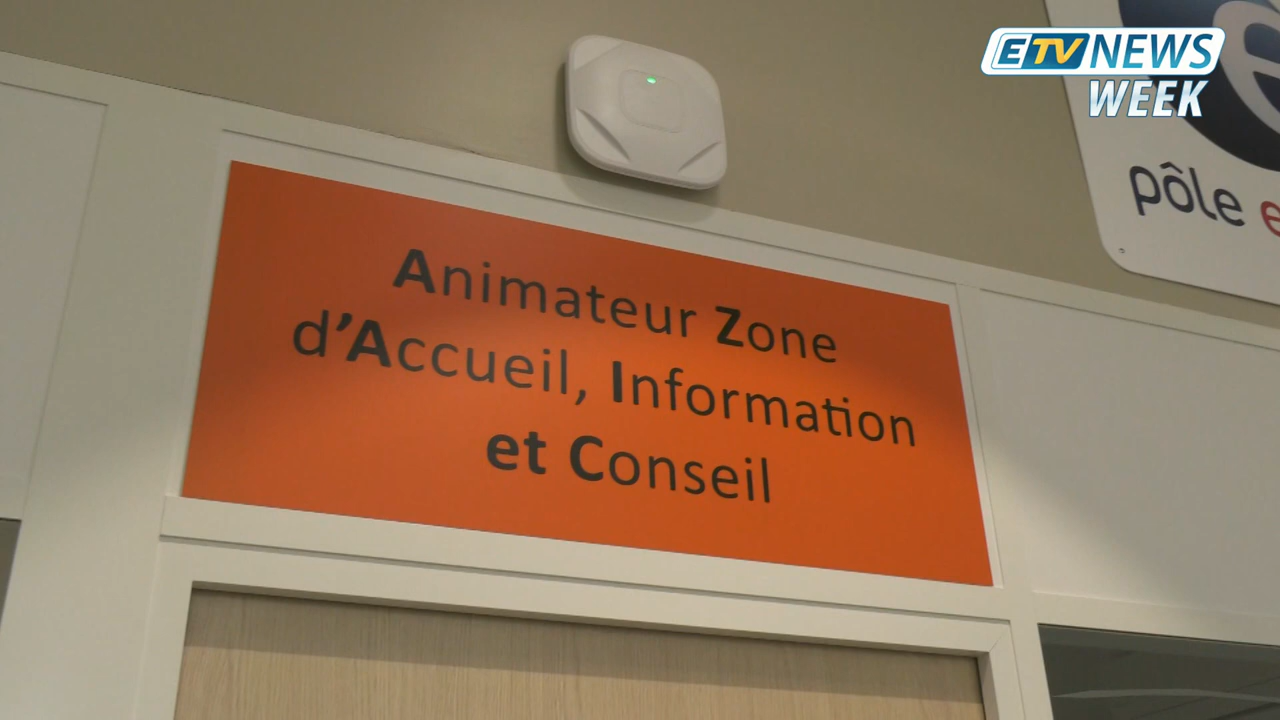 ETV NEWS
WEEK
pôle
Animateur Zone
d'Accueil, Information
et Conseil